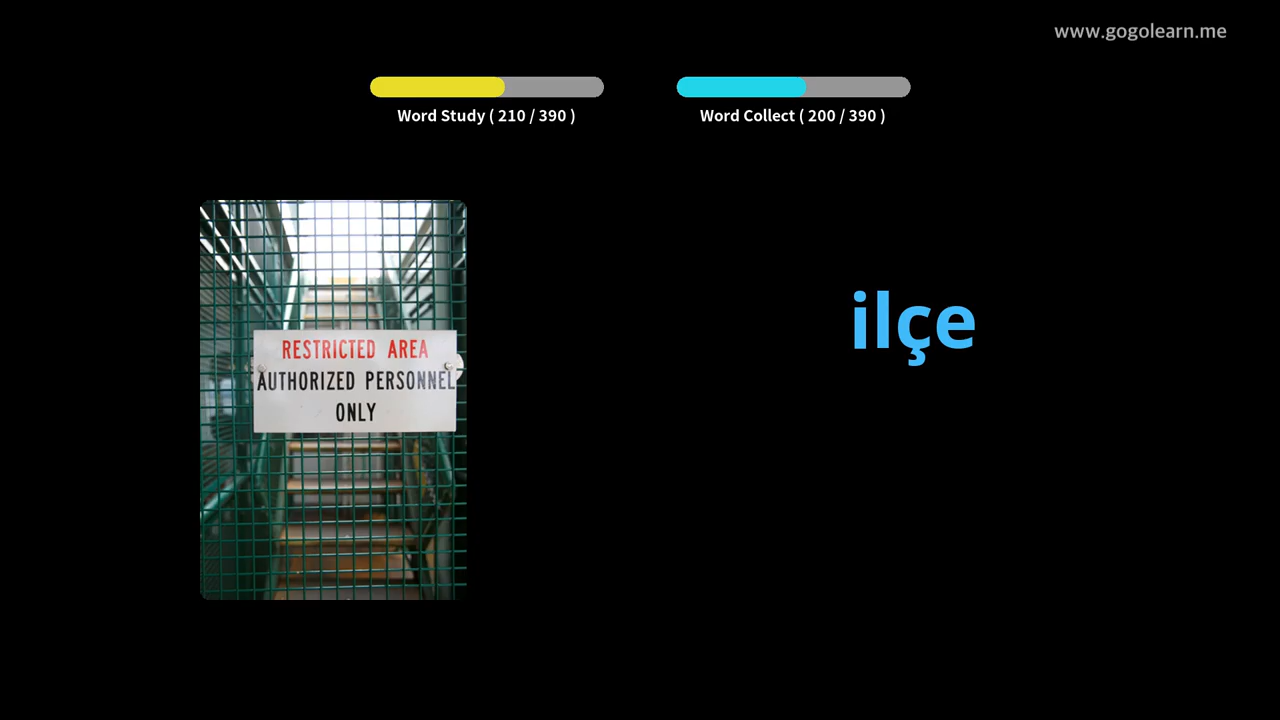 www.gogolearn.me
Word Study ( 210 / 390 )
Word Collect ( 200 / 390 )
RESTRICTED AREA
AUTHORIZED PERSONNEL
ONLY
ilçe